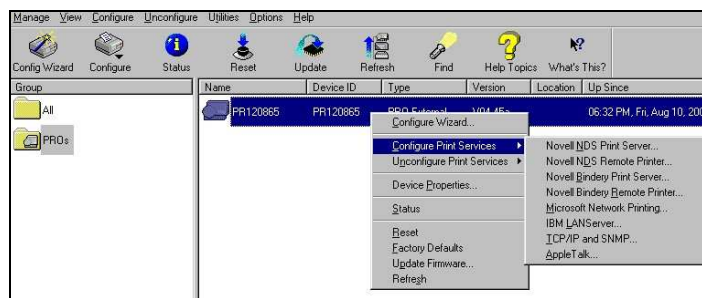 Manage View Configure Unconfigure Utilities Options Help
Config Wizard Configure Status Reset Update Refresh Find Help Topics What's This?
Group Name Device ID Type Version Location Up Since
All
PR120865 PR120865 PRO External V04.45a 06:32 PM, Fri, Aug 10, 200
PROs
Configure Wizard...
Configure Print Services
Unconfigure Print Services
Device Properties...
Status
Reset
Factory Defaults
Update Firmware...
Refresh
Novell NDS Print Server...
Novell NDS Remote Printer...
Novell Bindery Print Server...
Novell Bindery Remote Printer...
Microsoft Network Printing...
IBM LANServer...
TCP/IP and SNMP...
AppleTalk...